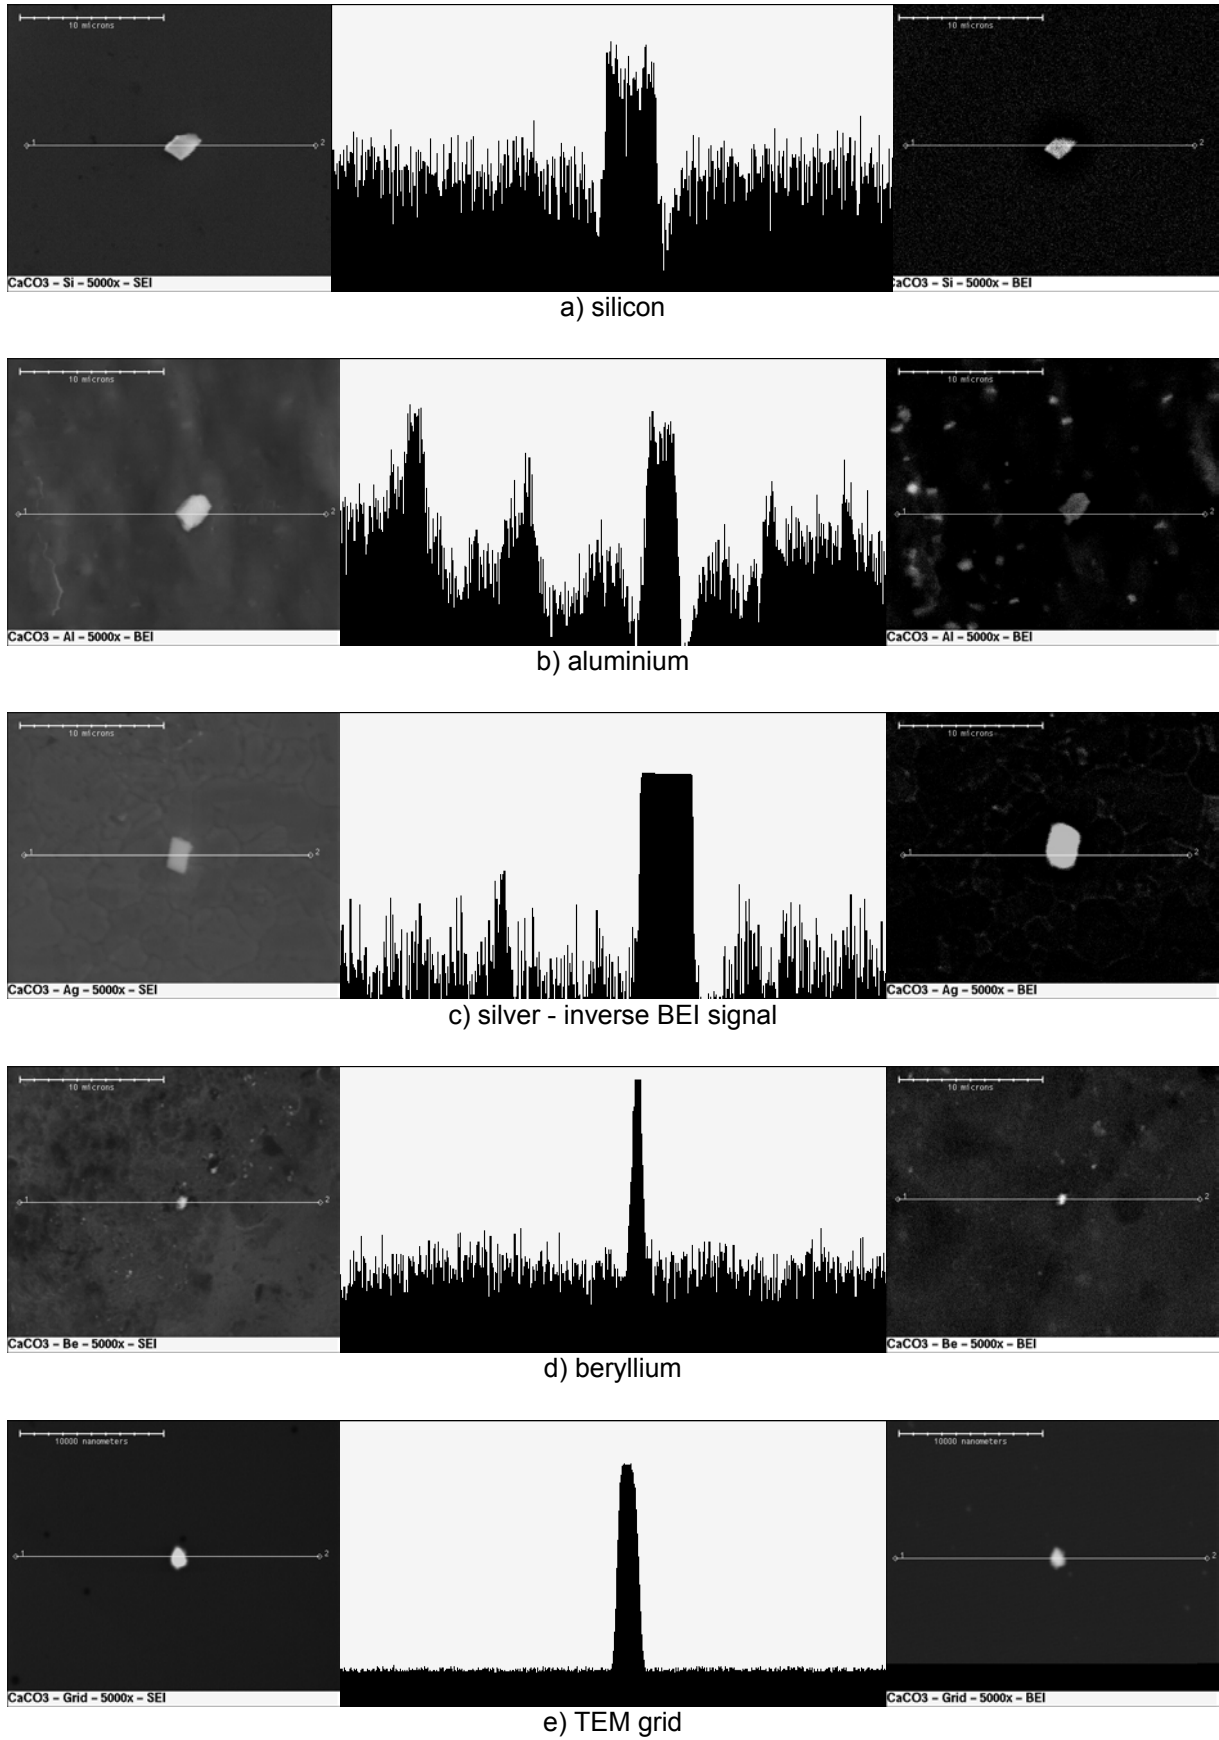 10 microns
10 microns
1
2
1
2
CaCO3 – Si – 5000x – SEI
CaCO3 – Si – 5000x – BEI
a) silicon
10 microns
10 microns
1
2
1
2
CaCO3 – Al – 5000x – BEI
CaCO3 – Al – 5000x – BEI
b) aluminium
10 microns
10 microns
1
2
1
2
CaCO3 – Ag – 5000x – SEI
CaCO3 – Ag – 5000x – BEI
c) silver - inverse BEI signal
10 microns
10 microns
1
2
1
2
CaCO3 – Be – 5000x – SEI
CaCO3 – Be – 5000x – BEI
d) beryllium
10000 nanometers
10000 nanometers
1
2
1
2
CaCO3 – Grid – 5000x – SEI
CaCO3 – Grid – 5000x – BEI
e) TEM grid